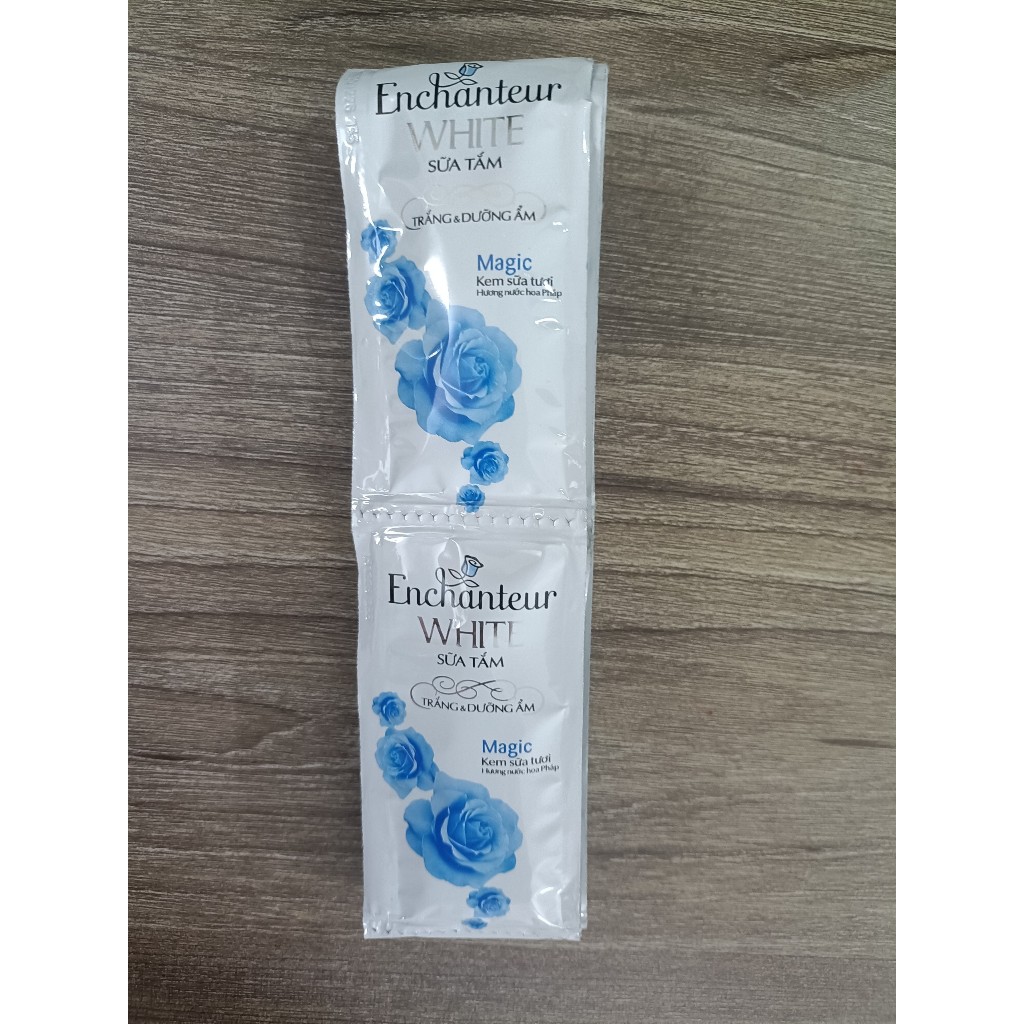 Enchanteur
WHITE
SỮA TẮM
TRẮNG & DƯỠNG ẨM
Magic
Kem sữa tươi
Hương nước hoa Pháp
Enchanteur
WHITE
SỮA TẮM
TRẮNG & DƯỠNG ẨM
Magic
Kem sữa tươi
Hương nước hoa Pháp